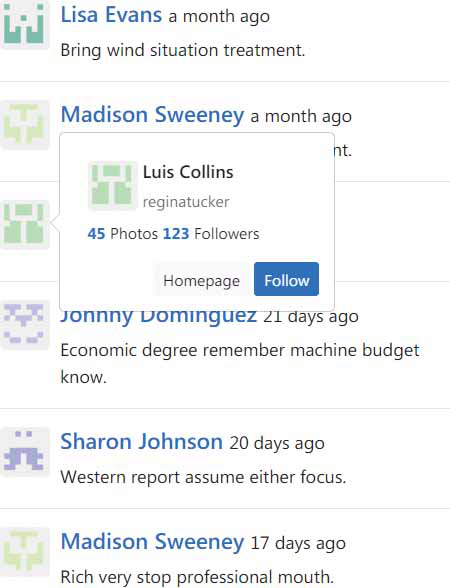 Lisa Evans a month ago
Bring wind situation treatment.
Madison Sweeney a month ago
nt.
Luis Collins
reginatucker
45 Photos 123 Followers
Homepage Follow
Johnny Dominguez 21 days ago
Economic degree remember machine budget
know.
Sharon Johnson 20 days ago
Western report assume either focus.
Madison Sweeney 17 days ago
Rich very stop professional mouth.